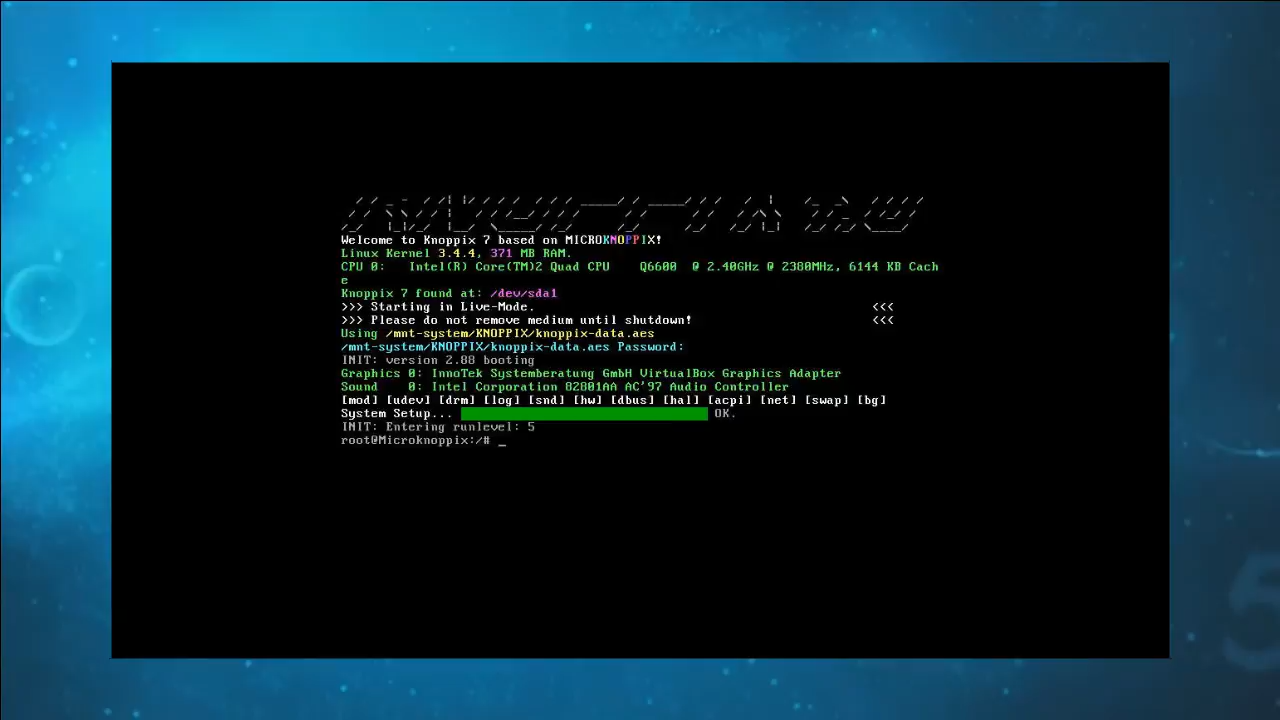 Welcome to Knoppix 7 based on MICROKNOPPIX!
Linux Kernel 3.4.4, 371 MB RAM.
CPU 0:   Intel(R) Core(TM)2 Quad CPU    Q6600  @ 2.40GHz @ 2380MHz, 6144 KB Cach
e
Knoppix 7 found at: /dev/sda1
>>> Starting in Live-Mode.                                             <<<
>>> Please do not remove medium until shutdown!                        <<<
Using /mnt-system/KNOPPIX/knoppix-data.aes
/mnt-system/KNOPPIX/knoppix-data.aes Password:
INIT: version 2.88 booting
Graphics 0: InnoTek Systemberatung GmbH VirtualBox Graphics Adapter
Sound    0: Intel Corporation 82801AA AC'97 Audio Controller
[mod] [udev] [drm] [log] [snd] [hw] [dbus] [hal] [acpi] [net] [swap] [bg]
System Setup... OK.
INIT: Entering runlevel: 5
root@Microknoppix:/# _
5